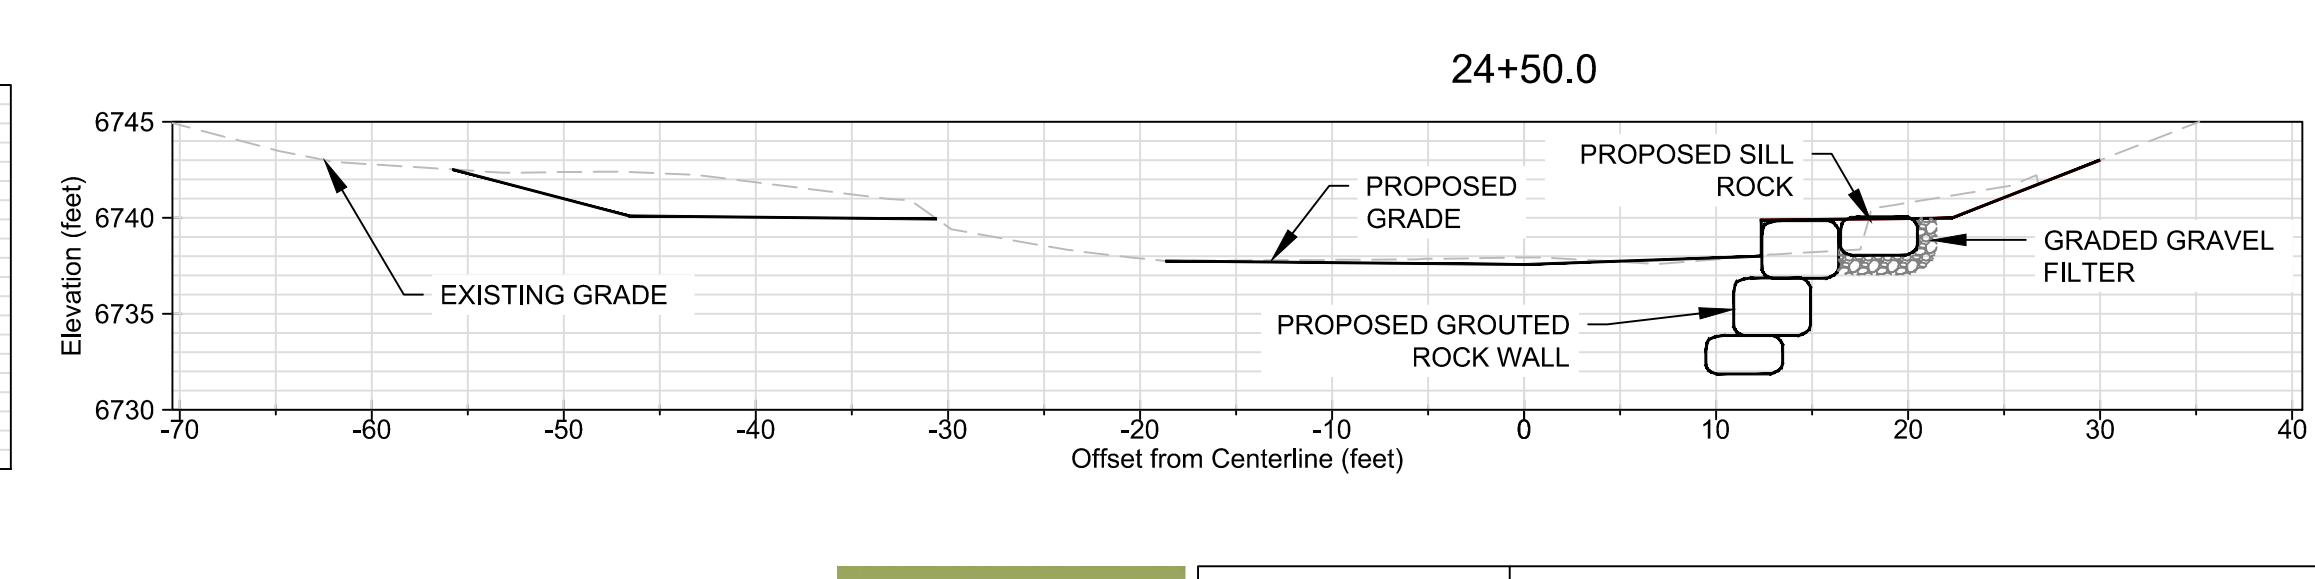 24+50.0
6745
6740
6735
6730
Elevation (feet)
PROPOSED SILL
ROCK
PROPOSED
GRADE
GRADED GRAVEL
FILTER
EXISTING GRADE
PROPOSED GROUTED
ROCK WALL
-70 -60 -50 -40 -30 -20 -10 0 10 20 30 40
Offset from Centerline (feet)